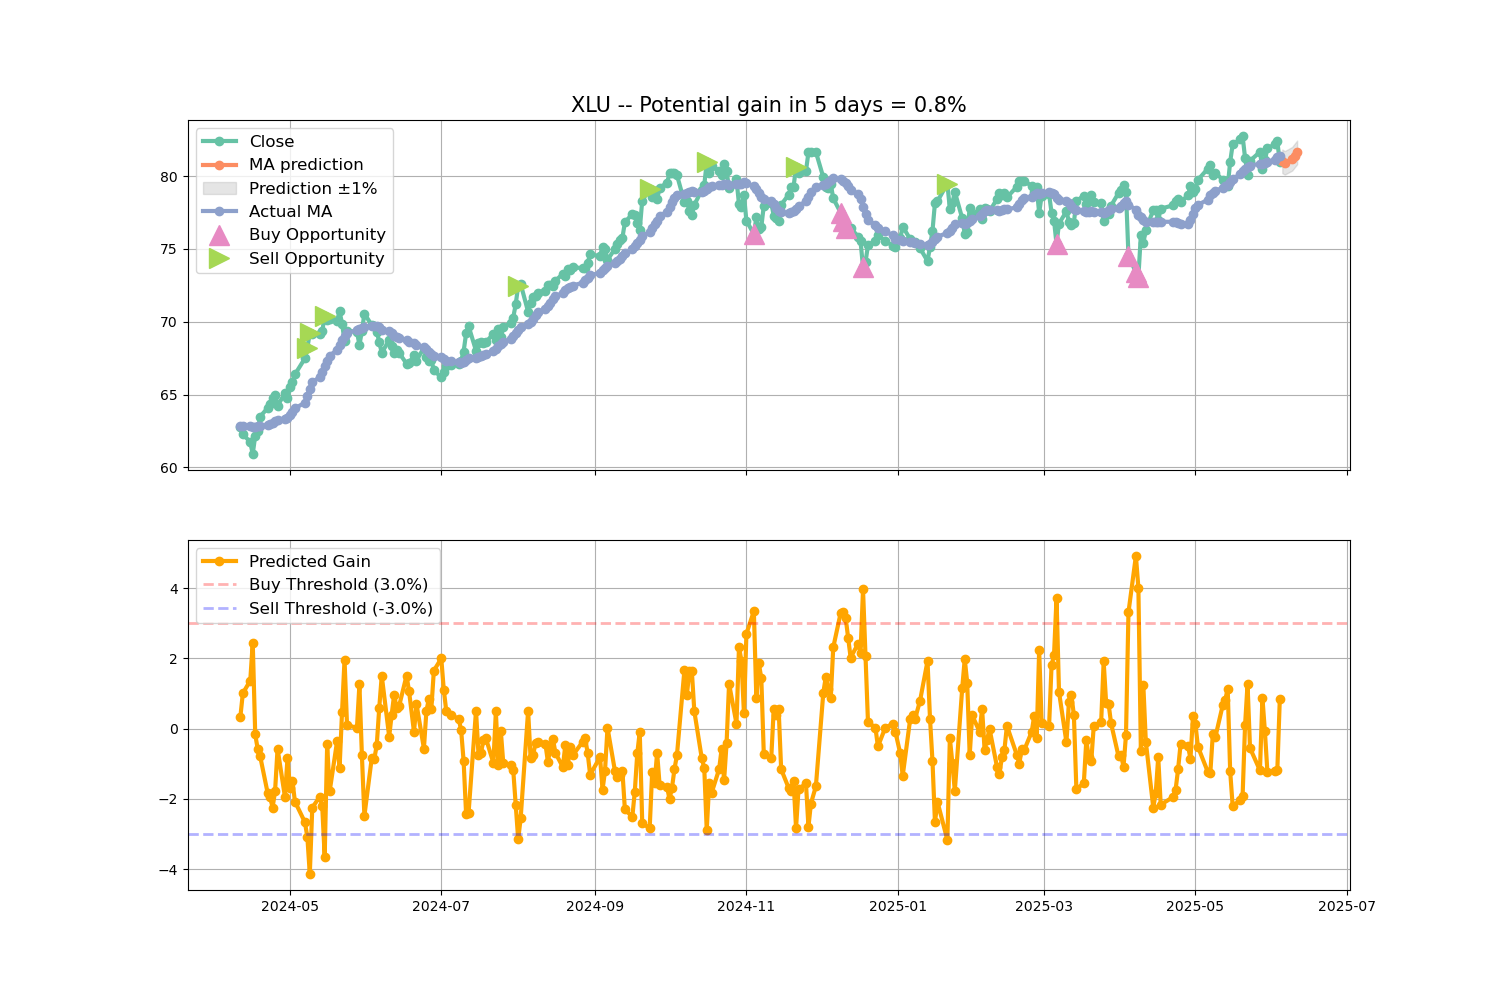 XLU -- Potential gain in 5 days = 0.8%
Close
MA prediction
Prediction ±1%
Actual MA
Buy Opportunity
Sell Opportunity
80
75
70
65
60
Predicted Gain
Buy Threshold (3.0%)
Sell Threshold (-3.0%)
4
2
0
−2
−4
2024-05
2024-07
2024-09
2024-11
2025-01
2025-03
2025-05
2025-07